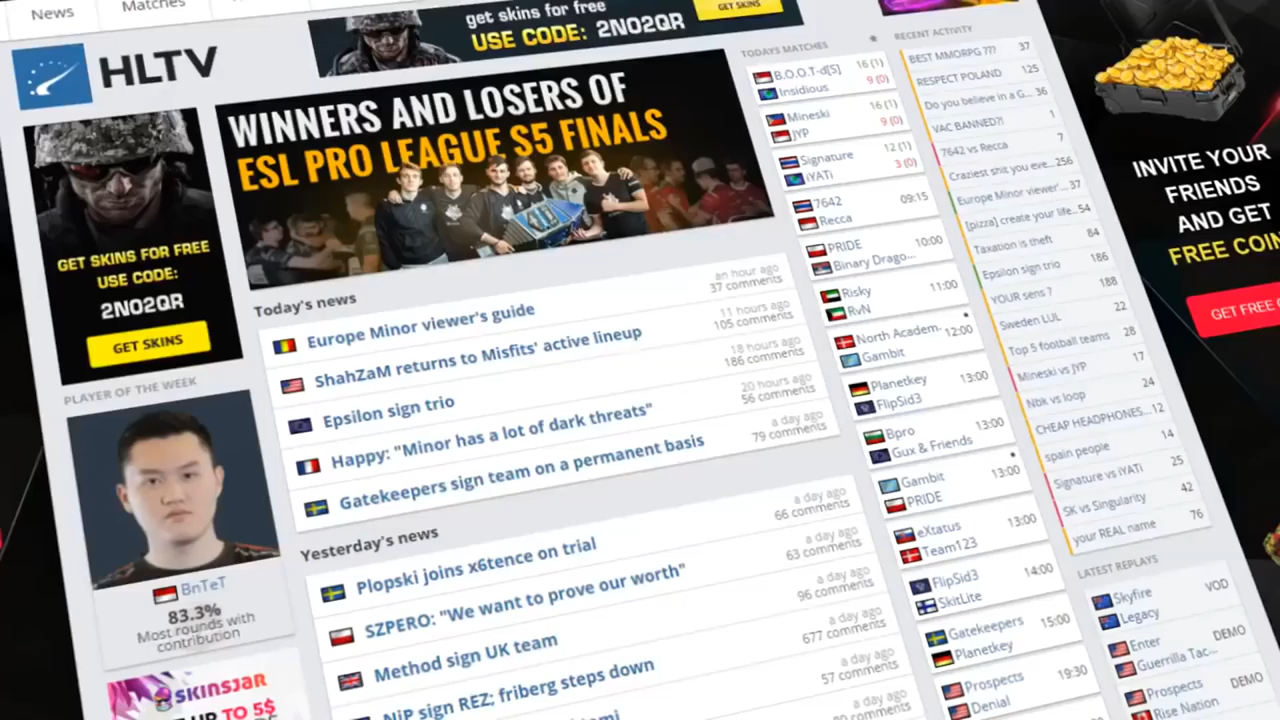 News
Matches
HLTV
get skins for free
USE CODE: 2NO2QR
GET SKINS
GET SKINS FOR FREE
USE CODE:
2NO2QR
GET SKINS
PLAYER OF THE WEEK
BnTeT
83.3%
Most rounds with
contribution
SKINSJAR
UP TO 5$
WINNERS AND LOSERS OF
ESL PRO LEAGUE S5 FINALS
Today's news
Europe Minor viewer's guide
an hour ago
37 comments
ShahZaM returns to Misfits' active lineup
11 hours ago
105 comments
Epsilon sign trio
18 hours ago
186 comments
Happy: "Minor has a lot of dark threats"
20 hours ago
56 comments
Gatekeepers sign team on a permanent basis
a day ago
79 comments
Yesterday's news
Plopski joins x6tence on trial
a day ago
66 comments
SZPERO: "We want to prove our worth"
a day ago
63 comments
Method sign UK team
a day ago
96 comments
NiP sign REZ; friberg steps down
a day ago
677 comments
a day ago
57 comments
a day ago
TODAYS MATCHES
B.O.O.T-d[S] 16 (1)
Insidious 9 (0)
Mineski 16 (1)
JYP 9 (0)
Signature 12 (1)
iYATi 3 (0)
7642
Recca
09:15
PRIDE
Binary Drago...
10:00
Risky
RvN
11:00
North Academ.
Gambit
12:00
Planetkey
FlipSid3
13:00
Bpro
Gux & Friends
13:00
Gambit
PRIDE
13:00
eXtatus
Team123
13:00
FlipSid3
SkitLite
14:00
Gatekeepers
Planetkey
15:00
Prospects
Denial
19:30
RECENT ACTIVITY
BEST MMORPG ??? 37
RESPECT POLAND 125
Do you believe in a G... 36
VAC BANNED?! 1
7642 vs Recca 7
Craziest shit you eve... 256
Europe Minor viewer'... 37
[pizza] create your life... 54
Taxation is theft 84
Epsilon sign trio 186
YOUR sens ? 188
Sweden LUL 22
Top 5 football teams 28
Mineski vs JYP 17
Nbk vs loop 24
CHEAP HEADPHONES... 12
spain people 14
Signature vs iYATi 25
SK vs Singularity 42
your REAL name 76
LATEST REPLAYS
Skyfire
Legacy
VOD
Enter
Guerrilla Tac...
DEMO
Prospects
Rise Nation
DEMO
INVITE YOUR
FRIENDS
AND GET
FREE COIN
GET FREE